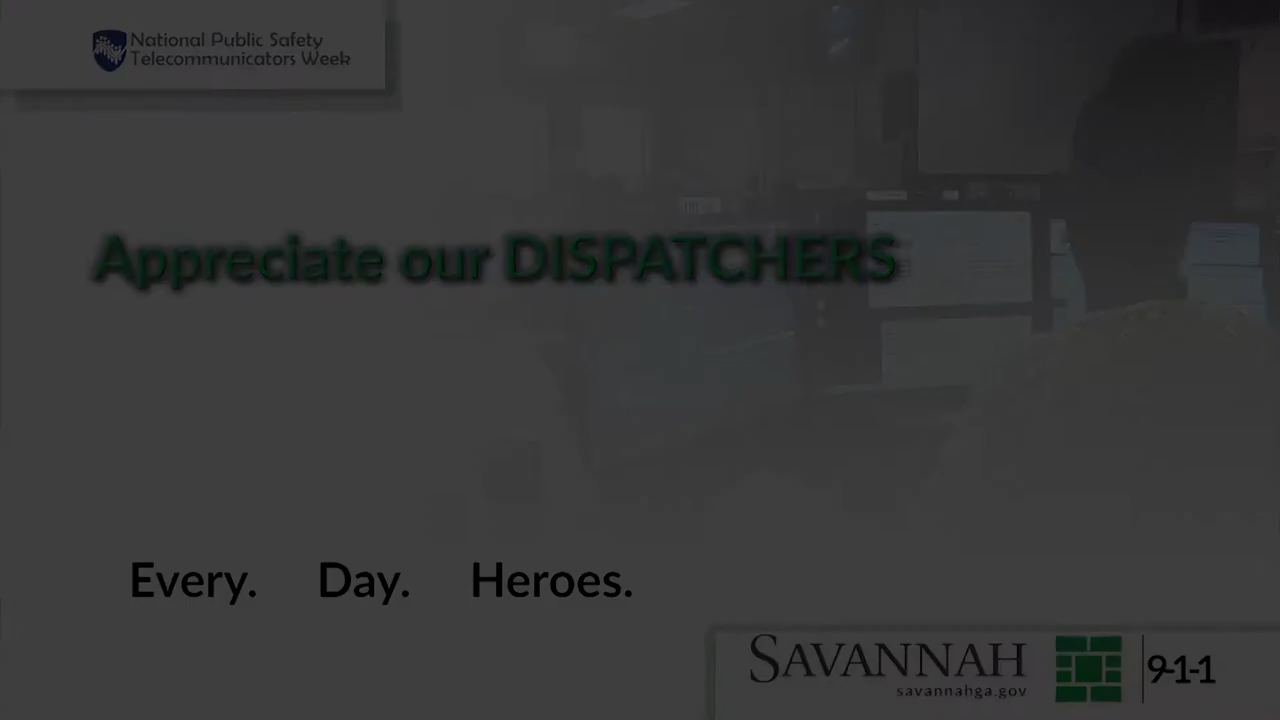 National Public Safety
Telecommunicators Week
Appreciate our DISPATCHERS
Every. Day. Heroes.
SAVANNAH
savannahga.gov
9-1-1